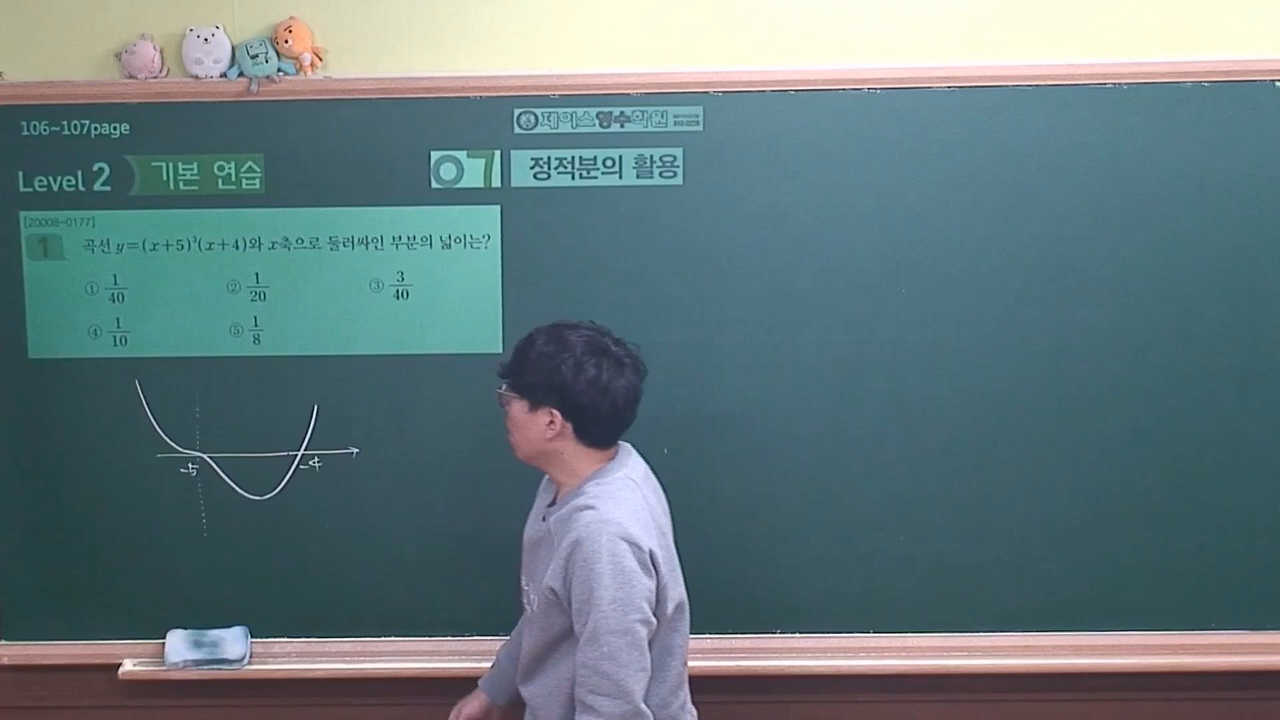 106~107page
제이스영수학원
Level 2 기본 연습
07 정적분의 활용
[20008-0177]
1 곡선 y=(x+5)³(x+4)와 x축으로 둘러싸인 부분의 넓이는?
① 1/40 ② 1/20 ③ 3/40
④ 1/10 ⑤ 1/8
-5 -4